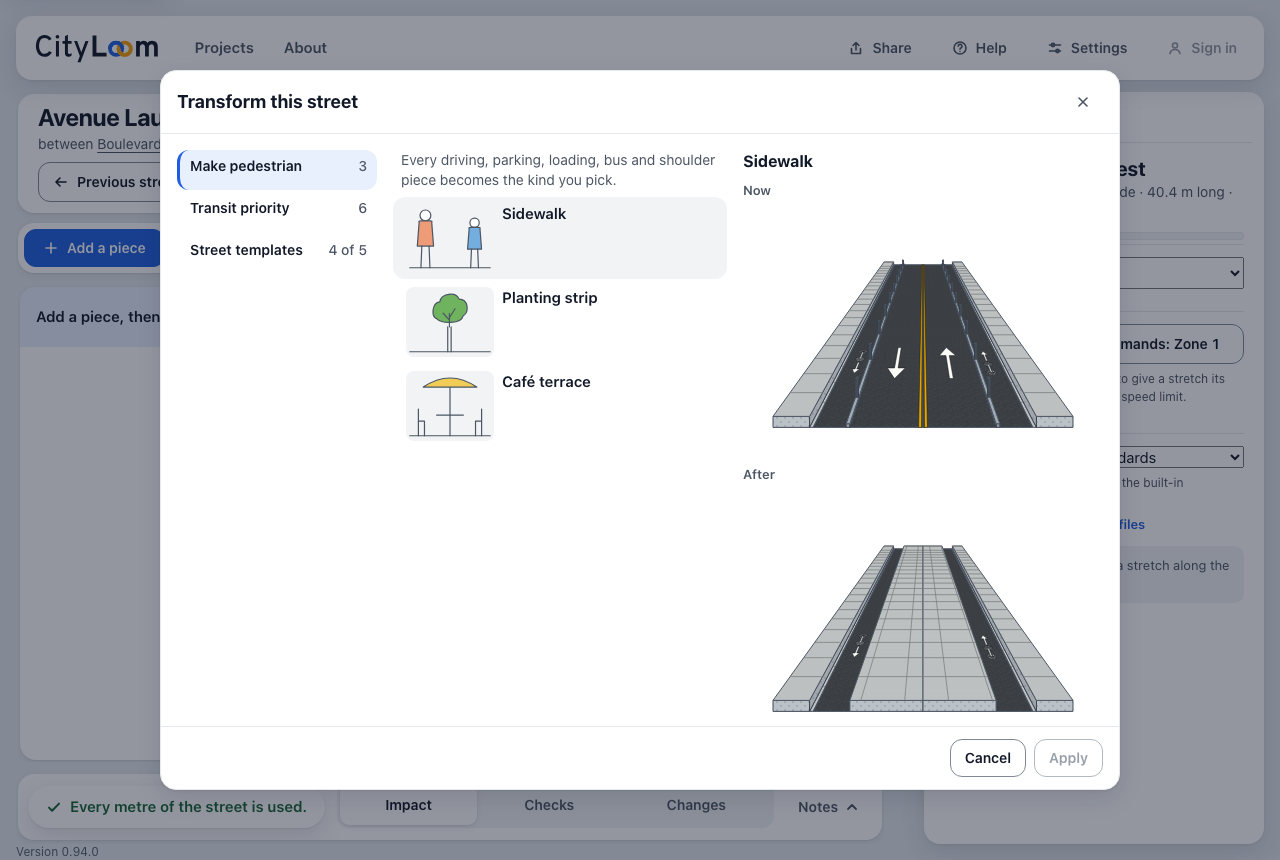 CityLoom
Projects
About
Share
Help
Settings
Sign in
Avenue Lau
between Boulevard
Previous stre
Add a piece
Add a piece, then
Transform this street
Make pedestrian 3
Transit priority 6
Street templates 4 of 5
Every driving, parking, loading, bus and shoulder
piece becomes the kind you pick.
Sidewalk
Planting strip
Café terrace
Sidewalk
Now
After
Cancel
Apply
est
de · 40.4 m long ·
mands: Zone 1
o give a stretch its
speed limit.
dards
the built-in
files
a stretch along the
Every metre of the street is used.
Impact
Checks
Changes
Notes
Version 0.94.0